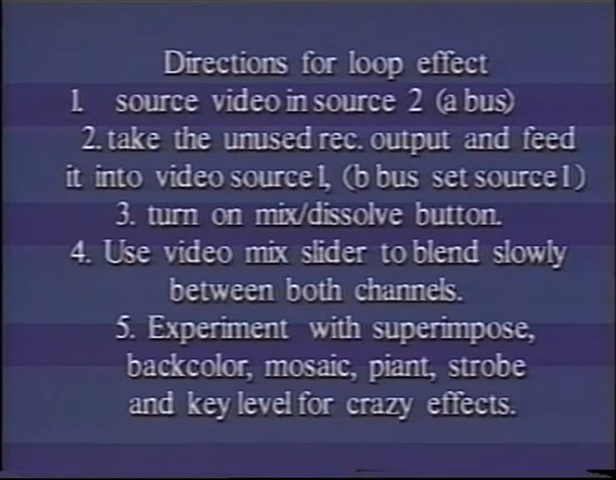 Directions for loop effect
1. source video in source 2 (a bus)
2. take the unused rec. output and feed
it into video source 1, (b bus set source 1)
3. turn on mix/dissolve button.
4. Use video mix slider to blend slowly
between both channels.
5. Experiment with superimpose,
backcolor, mosaic, piant, strobe
and key level for crazy effects.